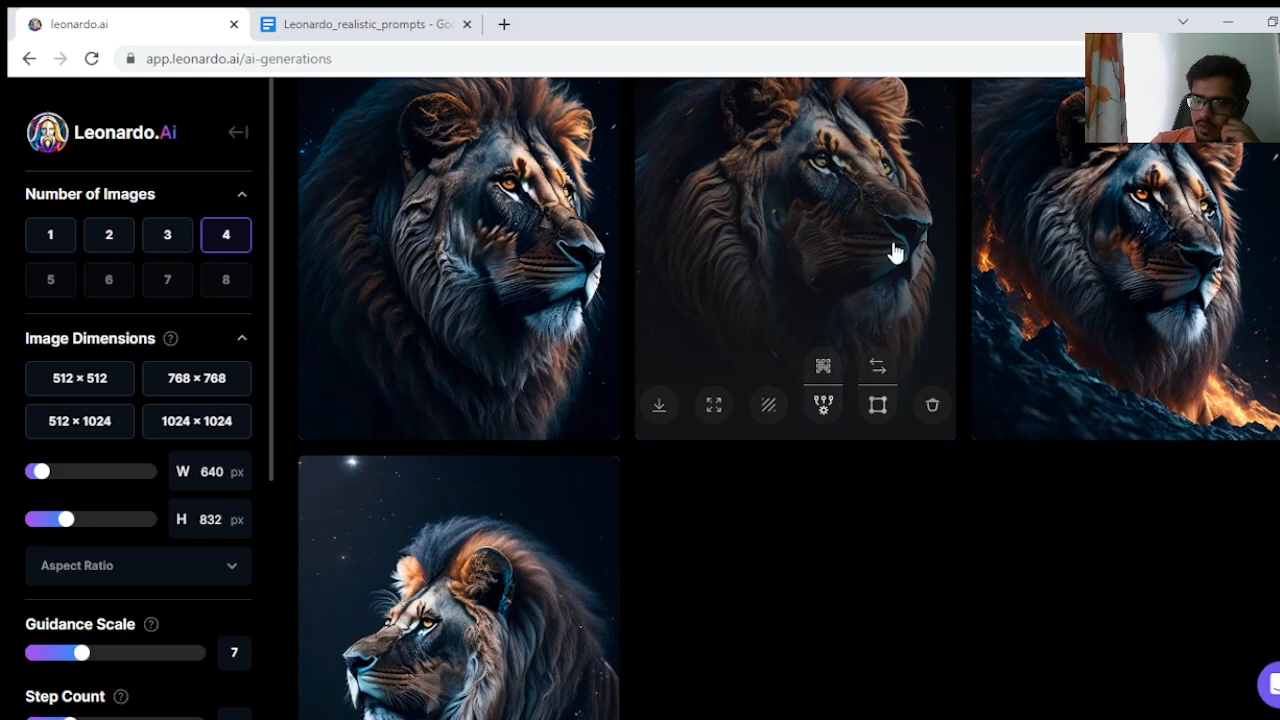 leonardo.ai
Leonardo_realistic_prompts - Go
app.leonardo.ai/ai-generations
Leonardo.Ai
Number of Images
1 2 3 4
5 6 7 8
Image Dimensions ?
512 × 512 768 × 768
512 × 1024 1024 × 1024
W 640 px
H 832 px
Aspect Ratio
Guidance Scale ?
7
Step Count ?